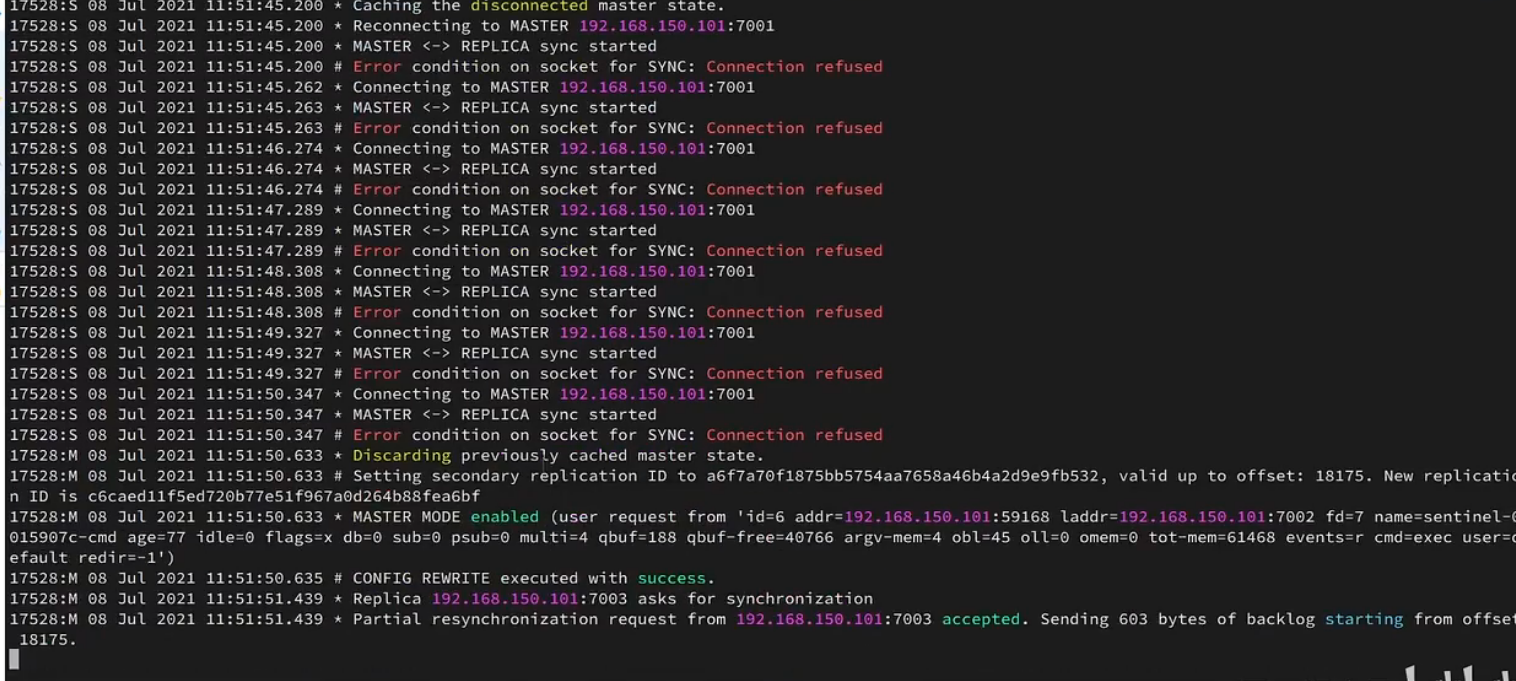 17528:S 08 Jul 2021 11:51:45.200 * Caching the disconnected master state.
17528:S 08 Jul 2021 11:51:45.200 * Reconnecting to MASTER 192.168.150.101:7001
17528:S 08 Jul 2021 11:51:45.200 * MASTER <-> REPLICA sync started
17528:S 08 Jul 2021 11:51:45.200 # Error condition on socket for SYNC: Connection refused
17528:S 08 Jul 2021 11:51:45.262 * Connecting to MASTER 192.168.150.101:7001
17528:S 08 Jul 2021 11:51:45.263 * MASTER <-> REPLICA sync started
17528:S 08 Jul 2021 11:51:45.263 # Error condition on socket for SYNC: Connection refused
17528:S 08 Jul 2021 11:51:46.274 * Connecting to MASTER 192.168.150.101:7001
17528:S 08 Jul 2021 11:51:46.274 * MASTER <-> REPLICA sync started
17528:S 08 Jul 2021 11:51:46.274 # Error condition on socket for SYNC: Connection refused
17528:S 08 Jul 2021 11:51:47.289 * Connecting to MASTER 192.168.150.101:7001
17528:S 08 Jul 2021 11:51:47.289 * MASTER <-> REPLICA sync started
17528:S 08 Jul 2021 11:51:47.289 # Error condition on socket for SYNC: Connection refused
17528:S 08 Jul 2021 11:51:48.308 * Connecting to MASTER 192.168.150.101:7001
17528:S 08 Jul 2021 11:51:48.308 * MASTER <-> REPLICA sync started
17528:S 08 Jul 2021 11:51:48.308 # Error condition on socket for SYNC: Connection refused
17528:S 08 Jul 2021 11:51:49.327 * Connecting to MASTER 192.168.150.101:7001
17528:S 08 Jul 2021 11:51:49.327 * MASTER <-> REPLICA sync started
17528:S 08 Jul 2021 11:51:49.327 # Error condition on socket for SYNC: Connection refused
17528:S 08 Jul 2021 11:51:50.347 * Connecting to MASTER 192.168.150.101:7001
17528:S 08 Jul 2021 11:51:50.347 * MASTER <-> REPLICA sync started
17528:S 08 Jul 2021 11:51:50.347 # Error condition on socket for SYNC: Connection refused
17528:M 08 Jul 2021 11:51:50.633 * Discarding previously cached master state.
17528:M 08 Jul 2021 11:51:50.633 # Setting secondary replication ID to a6f7a70f1875bb5754aa7658a46b4a2d9e9fb532, valid up to offset: 18175. New replicatio
n ID is c6caed11f5ed720b77e51f967a0d264b88fea6bf
17528:M 08 Jul 2021 11:51:50.633 * MASTER MODE enabled (user request from 'id=6 addr=192.168.150.101:59168 laddr=192.168.150.101:7002 fd=7 name=sentinel-0
015907c-cmd age=77 idle=0 flags=x db=0 sub=0 psub=0 multi=4 qbuf=188 qbuf-free=40766 argv-mem=4 obl=45 oll=0 omem=0 tot-mem=61468 events=r cmd=exec user=d
efault redir=-1')
17528:M 08 Jul 2021 11:51:50.635 # CONFIG REWRITE executed with success.
17528:M 08 Jul 2021 11:51:51.439 * Replica 192.168.150.101:7003 asks for synchronization
17528:M 08 Jul 2021 11:51:51.439 * Partial resynchronization request from 192.168.150.101:7003 accepted. Sending 603 bytes of backlog starting from offset
18175.